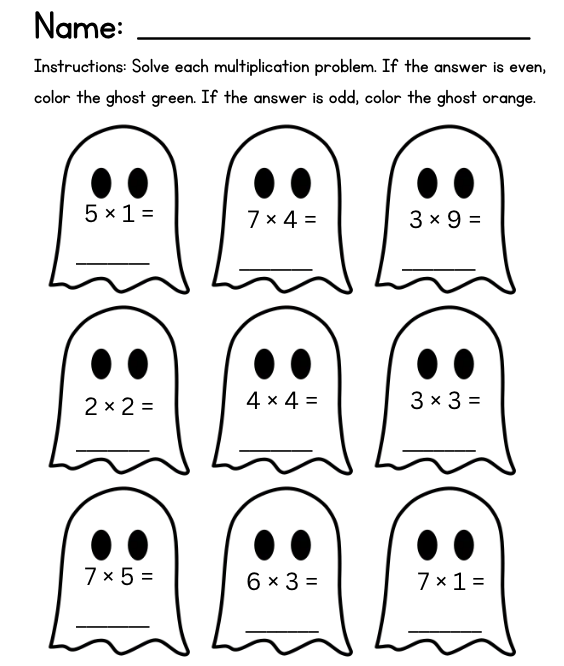 Name: ____________________
Instructions: Solve each multiplication problem. If the answer is even,
color the ghost green. If the answer is odd, color the ghost orange.
5 × 1 =
7 × 4 =
3 × 9 =
2 × 2 =
4 × 4 =
3 × 3 =
7 × 5 =
6 × 3 =
7 × 1 =